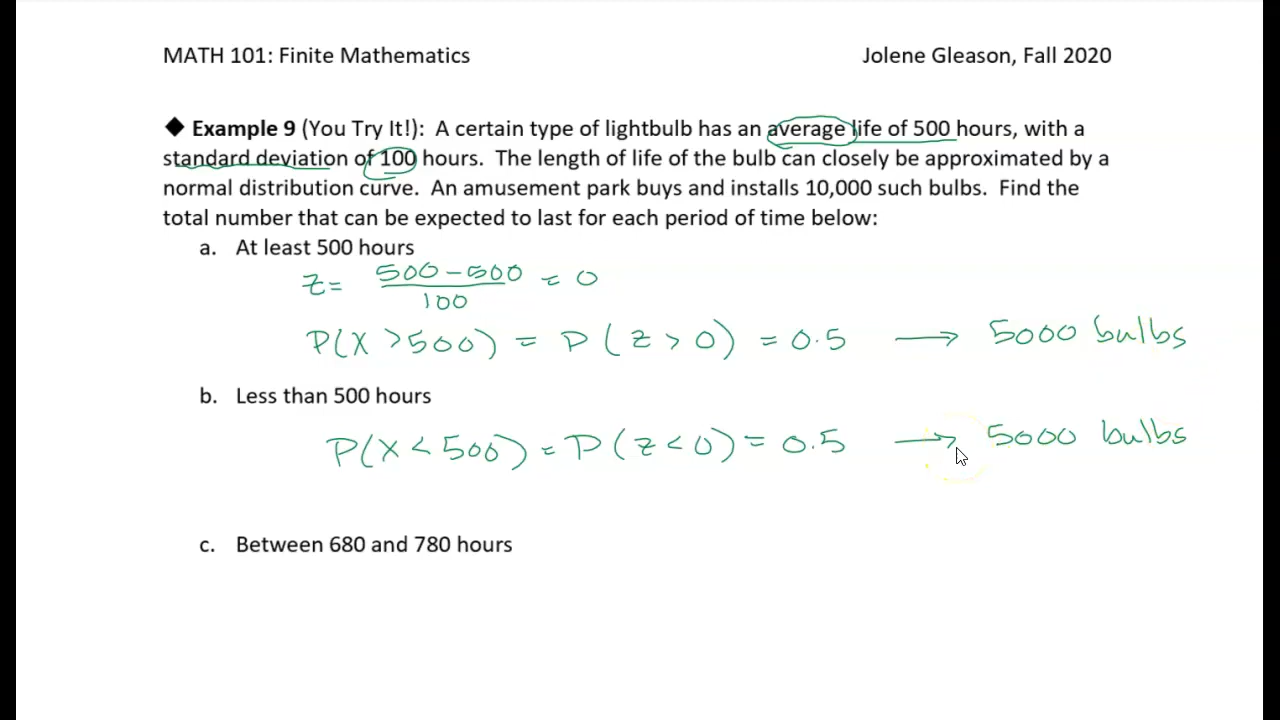 MATH 101: Finite Mathematics Jolene Gleason, Fall 2020
◆ Example 9 (You Try It!): A certain type of lightbulb has an average life of 500 hours, with a
standard deviation of 100 hours. The length of life of the bulb can closely be approximated by a
normal distribution curve. An amusement park buys and installs 10,000 such bulbs. Find the
total number that can be expected to last for each period of time below:
a. At least 500 hours
z = 500 - 500 = 0
100
P(X > 500) = P(z > 0) = 0.5 → 5000 bulbs
b. Less than 500 hours
P(X < 500) = P(z < 0) = 0.5 → 5000 bulbs
c. Between 680 and 780 hours